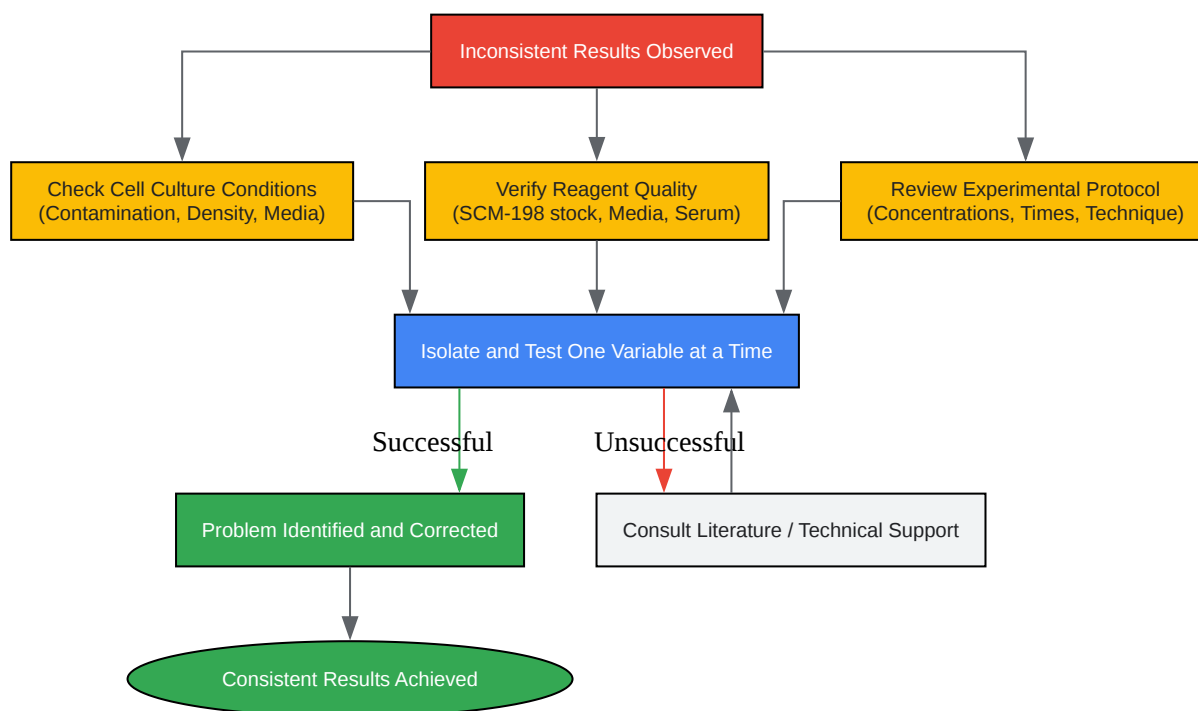 Inconsistent Results Observed
Check Cell Culture Conditions
(Contamination, Density, Media)
Verify Reagent Quality
(SCM-198 stock, Media, Serum)
Review Experimental Protocol
(Concentrations, Times, Technique)
Isolate and Test One Variable at a Time
Successful
Unsuccessful
Problem Identified and Corrected
Consult Literature / Technical Support
Consistent Results Achieved